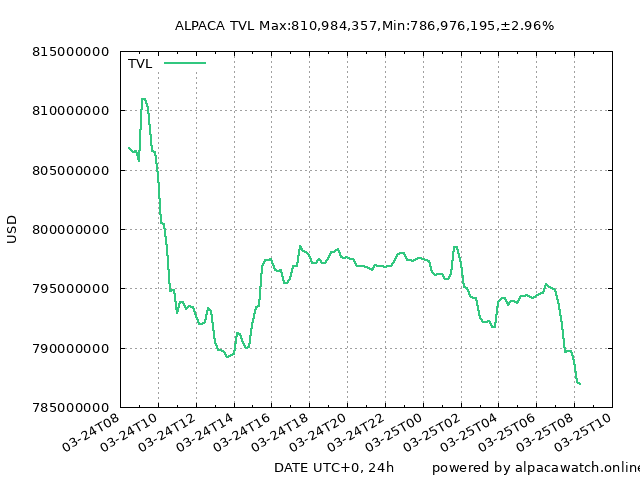 ALPACA TVL Max:810,984,357,Min:786,976,195,±2.96%
815000000
TVL
810000000
805000000
800000000
USD
795000000
790000000
785000000
03-24T08
03-24T10
03-24T12
03-24T14
03-24T16
03-24T18
03-24T20
03-24T22
03-25T00
03-25T02
03-25T04
03-25T06
03-25T08
03-25T10
DATE UTC+0, 24h
powered by alpacawatch.online